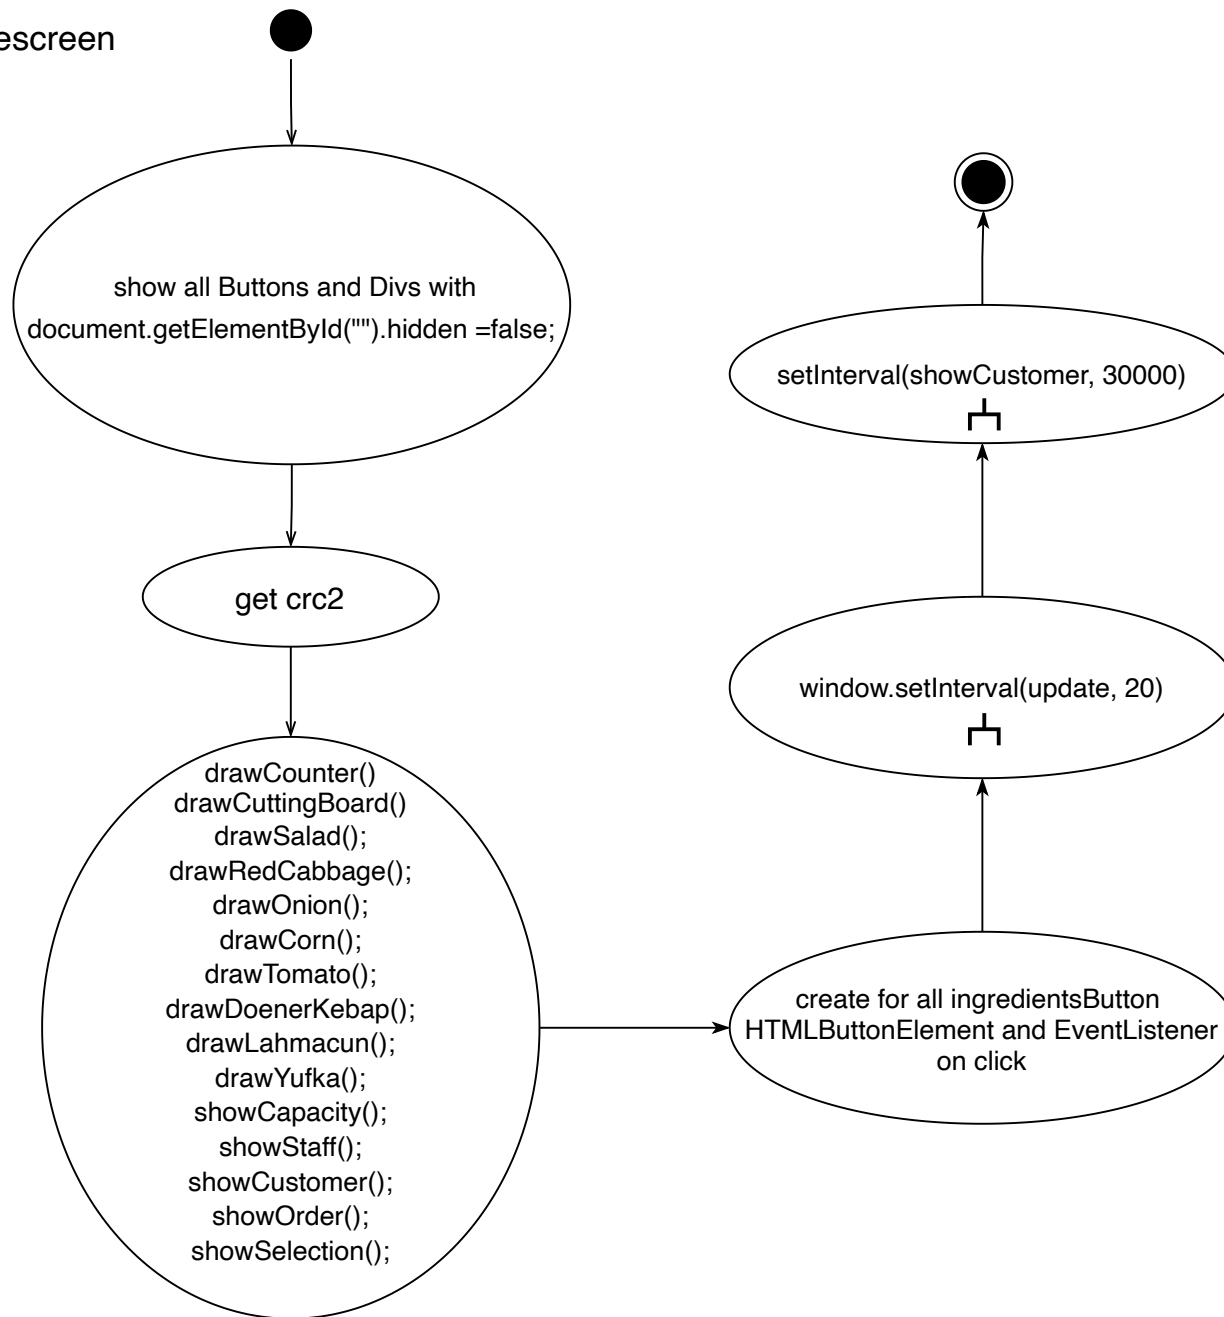 escreen
show all Buttons and Divs with
document.getElementById("").hidden =false;
get crc2
drawCounter()
drawCuttingBoard()
drawSalad();
drawRedCabbage();
drawOnion();
drawCorn();
drawTomato();
drawDoenerKebap();
drawLahmacun();
drawYufka();
showCapacity();
showStaff();
showCustomer();
showOrder();
showSelection();
create for all ingredientsButton
HTMLButtonElement and EventListener
on click
window.setInterval(update, 20)
setInterval(showCustomer, 30000)